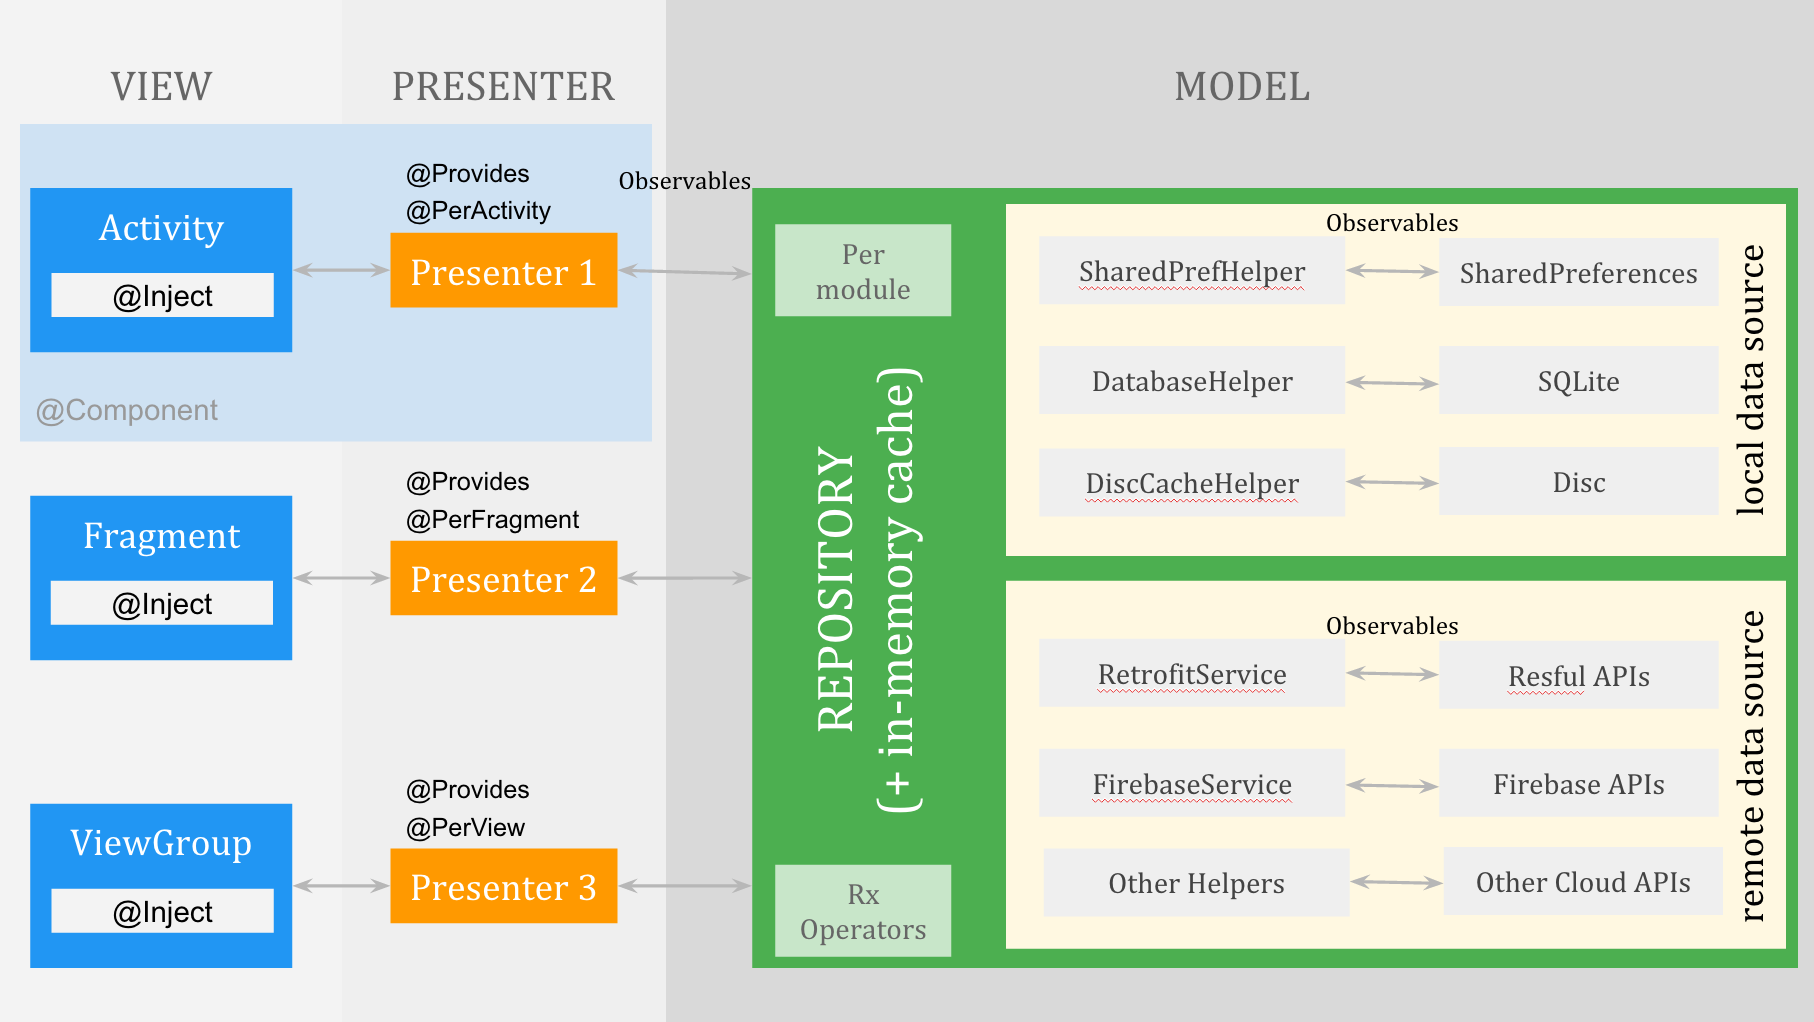 VIEW
PRESENTER
MODEL
@Provides
@PerActivity
Observables
Activity
@Inject
Presenter 1
@Component
@Provides
@PerFragment
Fragment
@Inject
Presenter 2
@Provides
@PerView
ViewGroup
@Inject
Presenter 3
Per
module
REPOSITORY
(+ in-memory cache)
Rx
Operators
Observables
SharedPrefHelper
SharedPreferences
DatabaseHelper
SQLite
DiscCacheHelper
Disc
local data source
Observables
RetrofitService
Resful APIs
FirebaseService
Firebase APIs
Other Helpers
Other Cloud APIs
remote data source